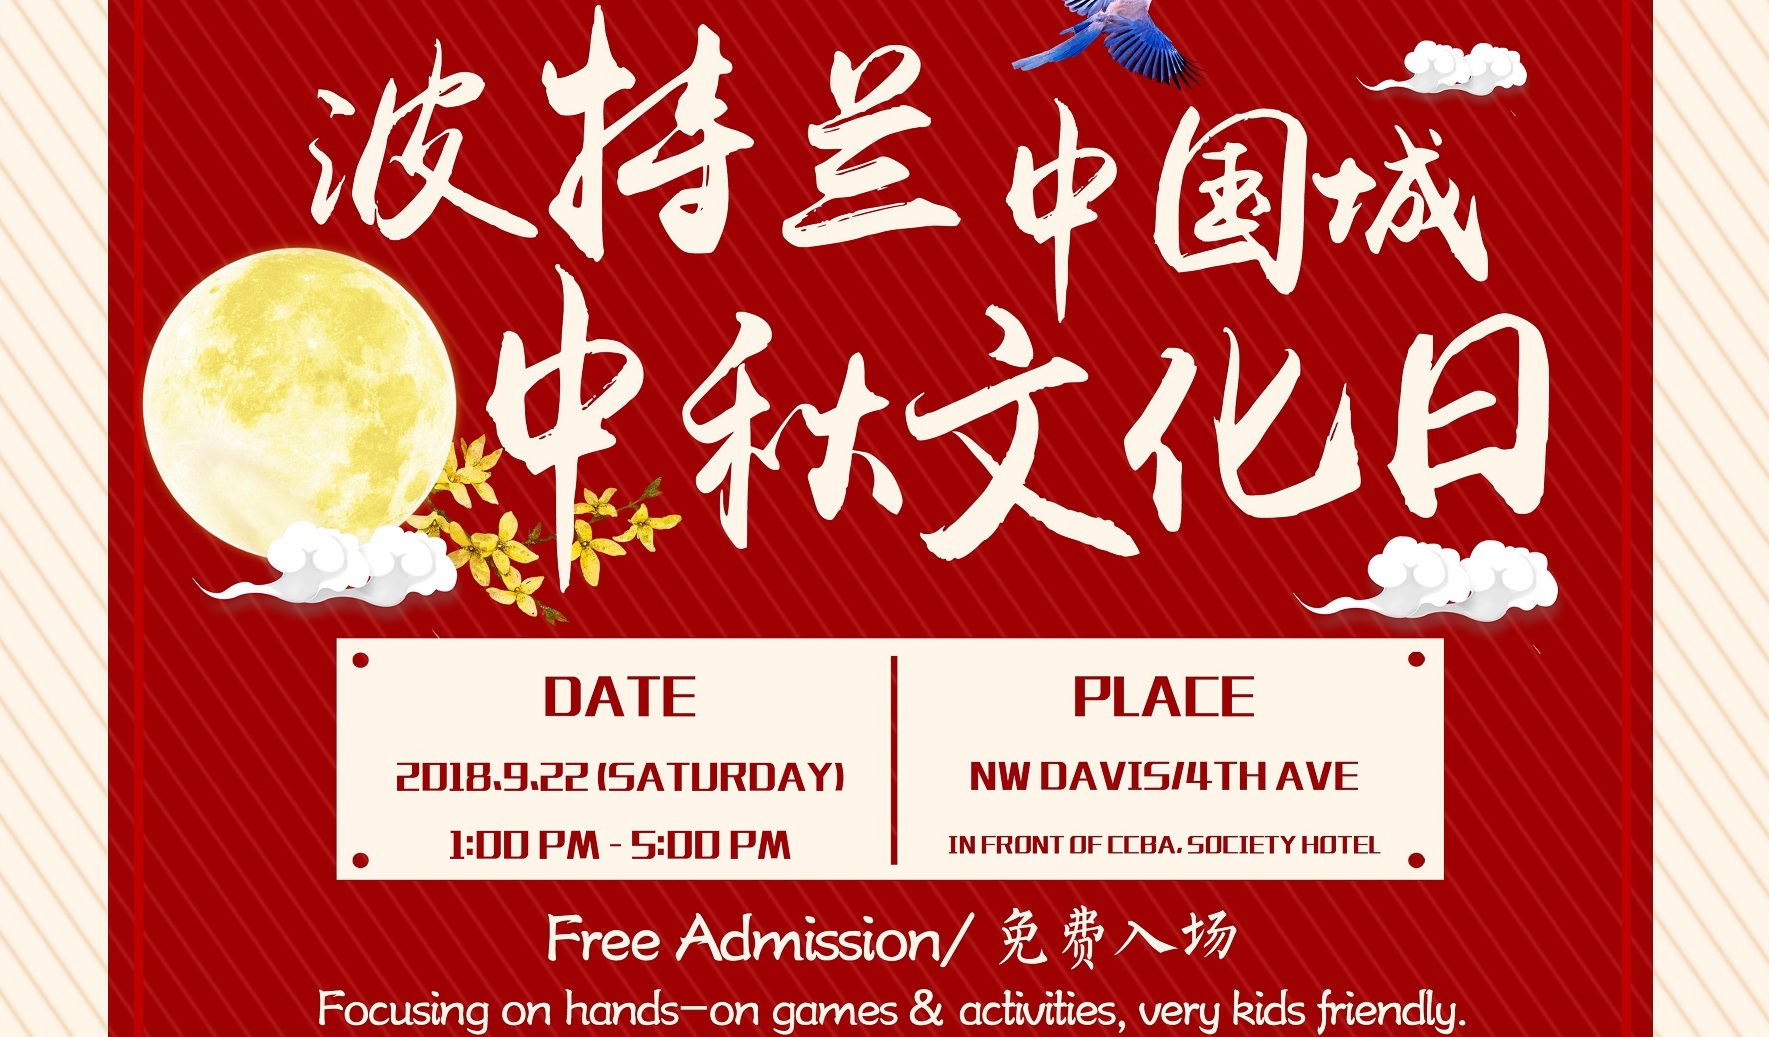 波特兰中国城
中秋文化日
DATE
2018.9.22 (SATURDAY)
1:00 PM - 5:00 PM
PLACE
NW DAVIS/4TH AVE
IN FRONT OF CCBA, SOCIETY HOTEL
Free Admission/ 免费入场
Focusing on hands-on games & activities, very kids friendly.